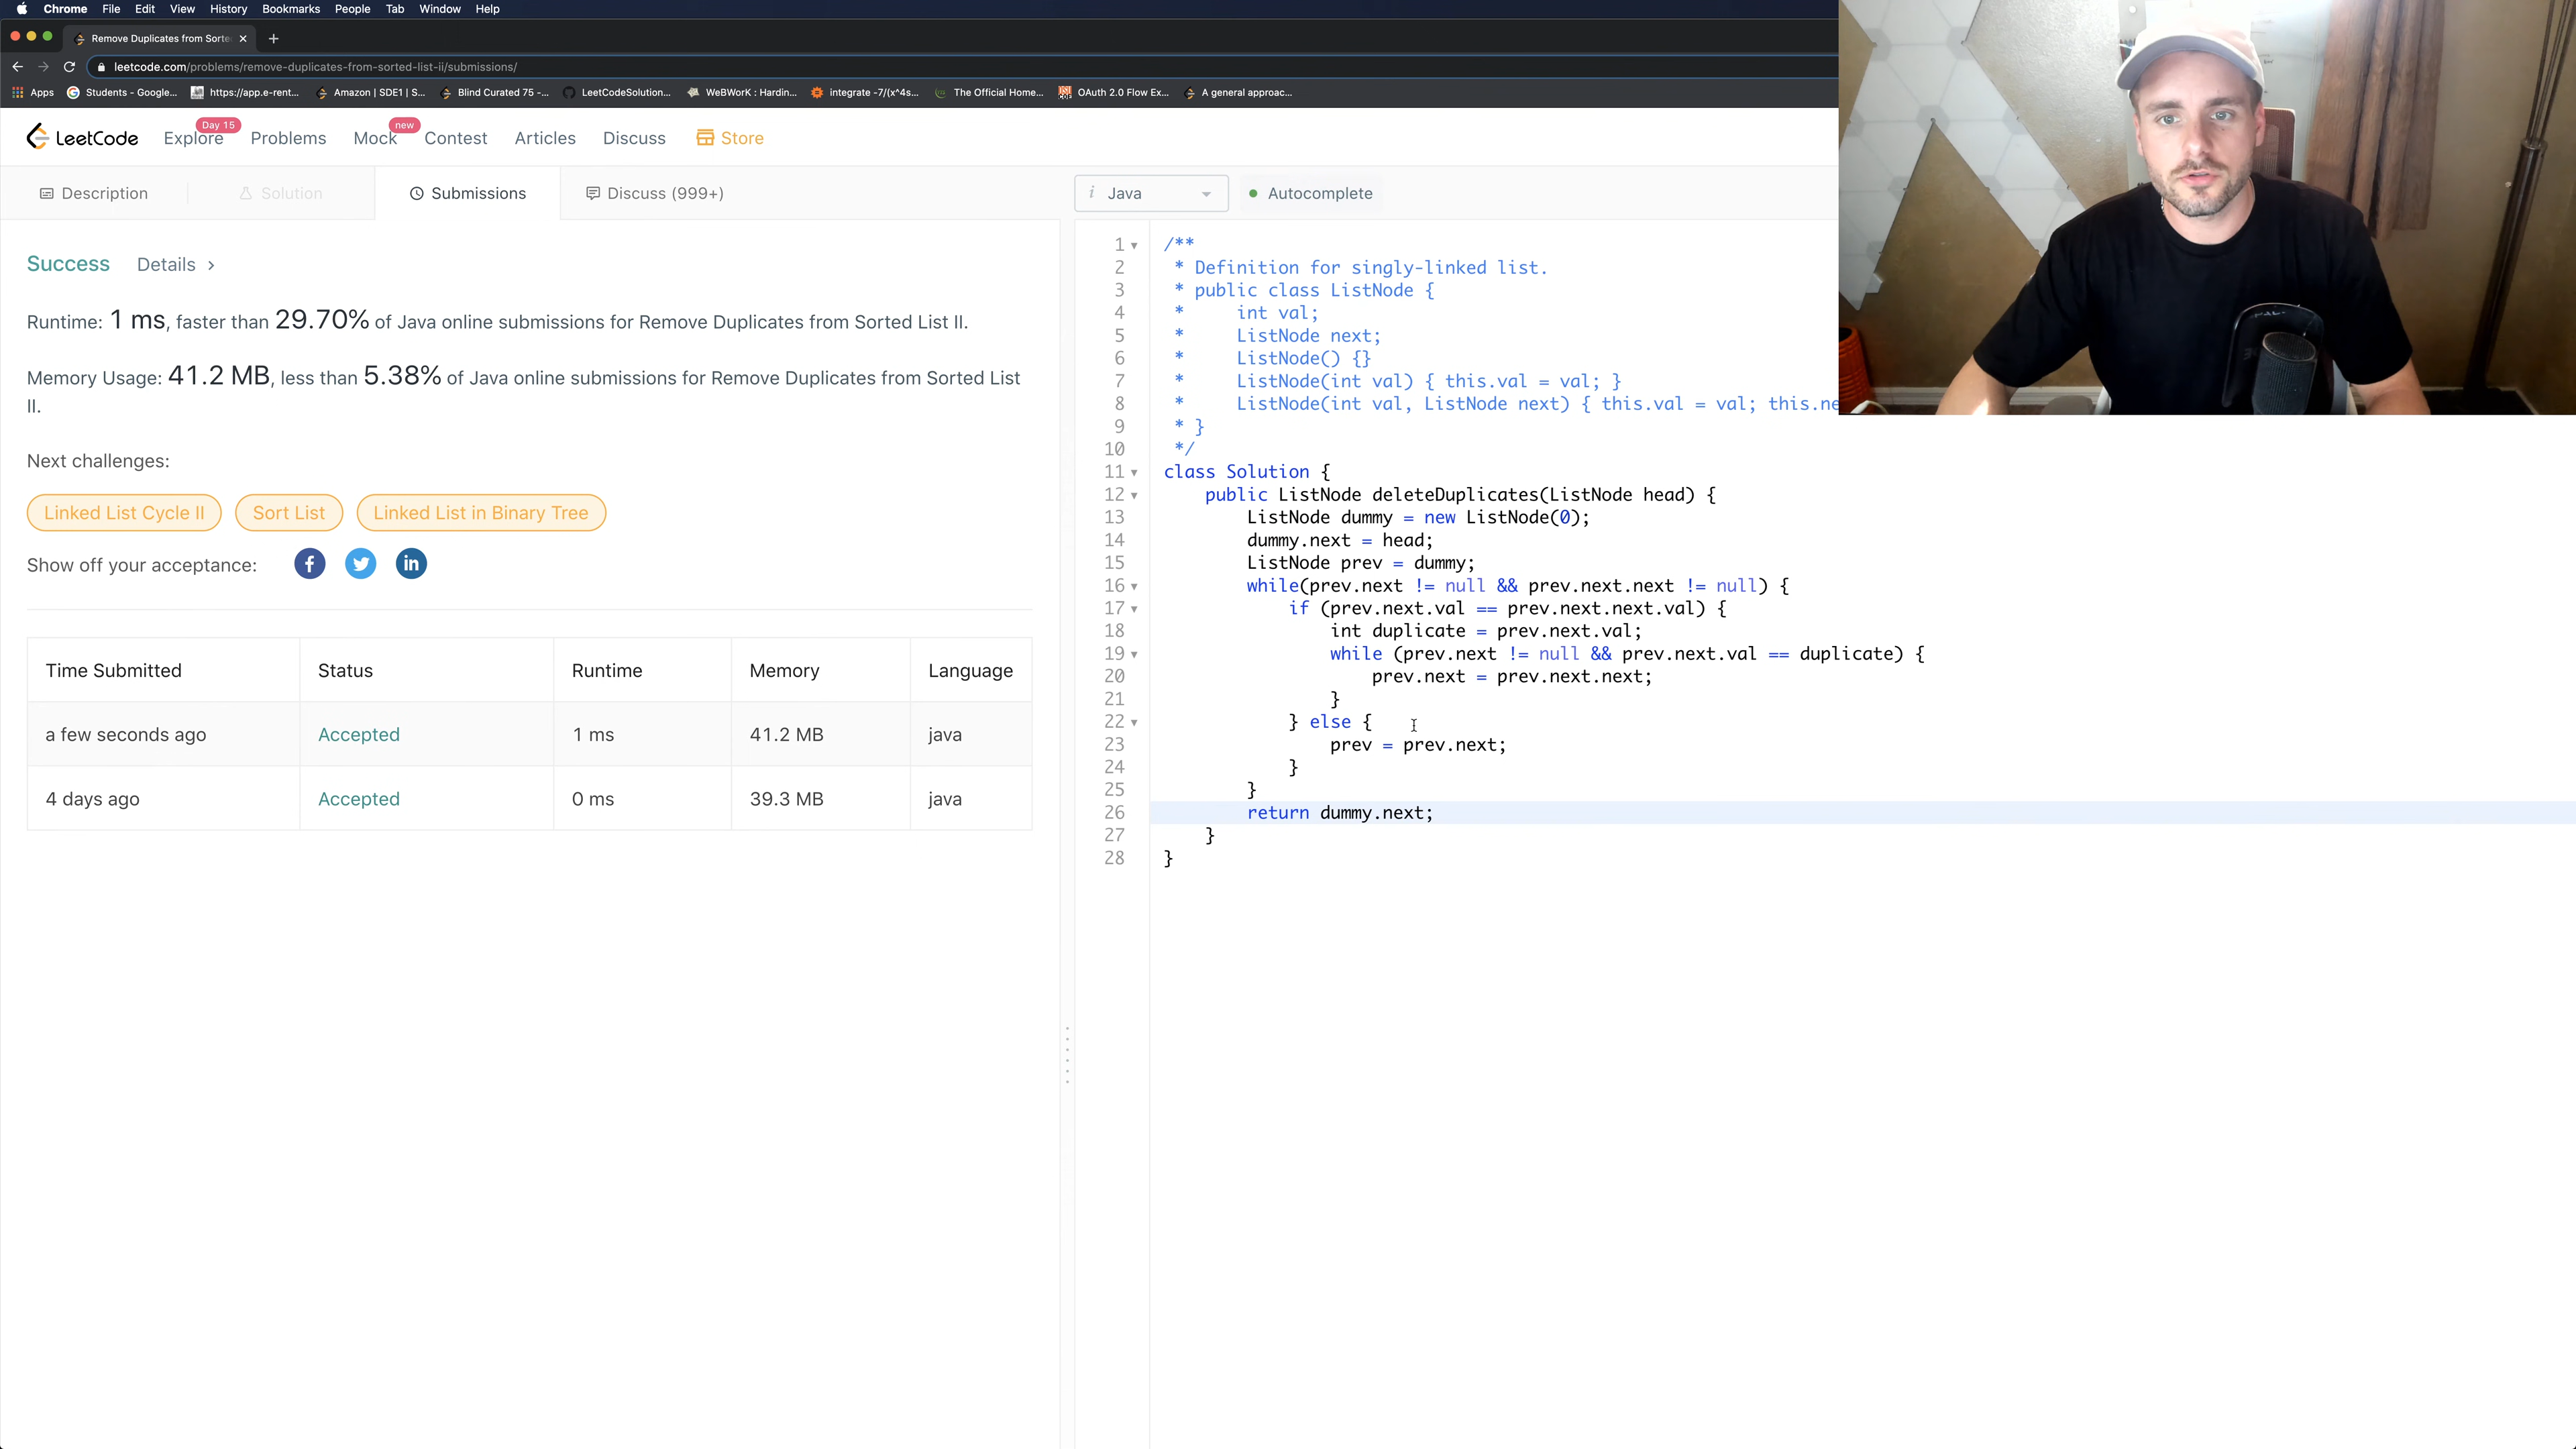 Chrome File Edit View History Bookmarks People Tab Window Help
Remove Duplicates from Sorte
leetcode.com/problems/remove-duplicates-from-sorted-list-ii/submissions/
Apps Students - Google... https://app.e-rent... Amazon | SDE1 | S... Blind Curated 75 -... LeetCodeSolution... WeBWorK : Hardin... integrate -7/(x^4s... The Official Home... OAuth 2.0 Flow Ex... A general approac...
LeetCode Explore Day 15 Problems Mock new Contest Articles Discuss Store
Description Solution Submissions Discuss (999+)
Success Details >
Runtime: 1 ms, faster than 29.70% of Java online submissions for Remove Duplicates from Sorted List II.
Memory Usage: 41.2 MB, less than 5.38% of Java online submissions for Remove Duplicates from Sorted List
II.
Next challenges:
Linked List Cycle II Sort List Linked List in Binary Tree
Show off your acceptance:
Time Submitted Status Runtime Memory Language
a few seconds ago Accepted 1 ms 41.2 MB java
4 days ago Accepted 0 ms 39.3 MB java
i Java Autocomplete
1 /**
2 * Definition for singly-linked list.
3 * public class ListNode {
4 *     int val;
5 *     ListNode next;
6 *     ListNode() {}
7 *     ListNode(int val) { this.val = val; }
8 *     ListNode(int val, ListNode next) { this.val = val; this.ne
9 * }
10 */
11 class Solution {
12     public ListNode deleteDuplicates(ListNode head) {
13         ListNode dummy = new ListNode(0);
14         dummy.next = head;
15         ListNode prev = dummy;
16         while(prev.next != null && prev.next.next != null) {
17             if (prev.next.val == prev.next.next.val) {
18                 int duplicate = prev.next.val;
19                 while (prev.next != null && prev.next.val == duplicate) {
20                     prev.next = prev.next.next;
21                 }
22             } else {
23                 prev = prev.next;
24             }
25         }
26         return dummy.next;
27     }
28 }